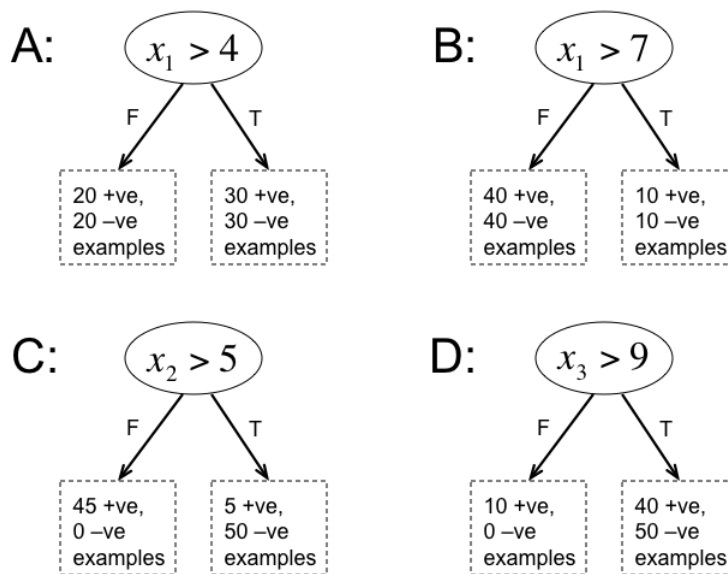 A:
x₁ > 4
F T
20 +ve,
20 –ve
examples
30 +ve,
30 –ve
examples
B:
x₁ > 7
F T
40 +ve,
40 –ve
examples
10 +ve,
10 –ve
examples
C:
x₂ > 5
F T
45 +ve,
0 –ve
examples
5 +ve,
50 –ve
examples
D:
x₃ > 9
F T
10 +ve,
0 –ve
examples
40 +ve,
50 –ve
examples